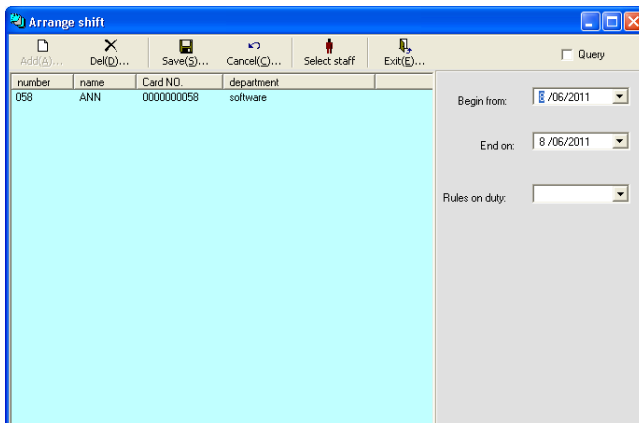 Arrange shift
Add(A)... Del(D)... Save(S)... Cancel(C)... Select staff Exit(E)... Query
number name Card NO. department
058 ANN 0000000058 software
Begin from: 8 /06/2011
End on: 8 /06/2011
Rules on duty: